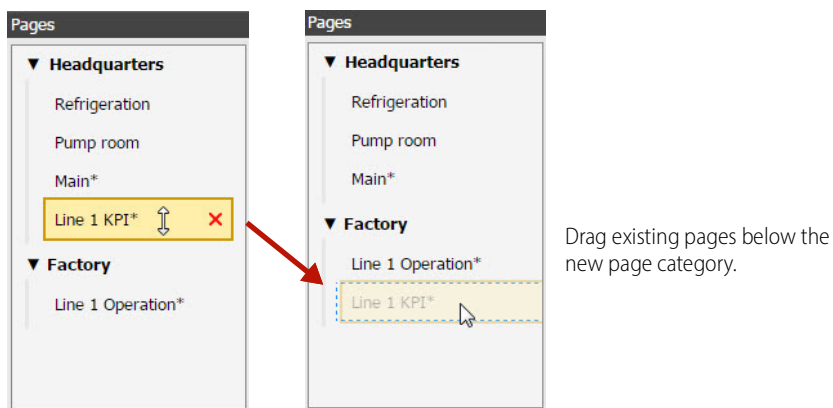 Pages
▼ Headquarters
Refrigeration
Pump room
Main*
Line 1 KPI*
▼ Factory
Line 1 Operation*
Pages
▼ Headquarters
Refrigeration
Pump room
Main*
▼ Factory
Line 1 Operation*
Line 1 KPI*
Drag existing pages below the
new page category.